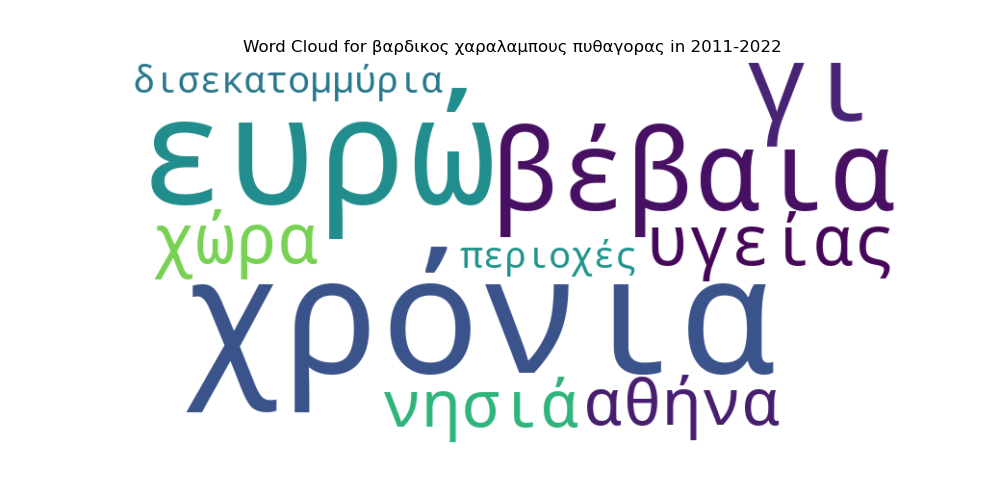 Word Cloud for βαρδικος χαραλαμπους πυθαγορας in 2011-2022
δισεκατομμύρια
γι
ευρώ
βέβαια
χώρα
περιοχές
υγείας
χρόνια
νησιά
αθήνα